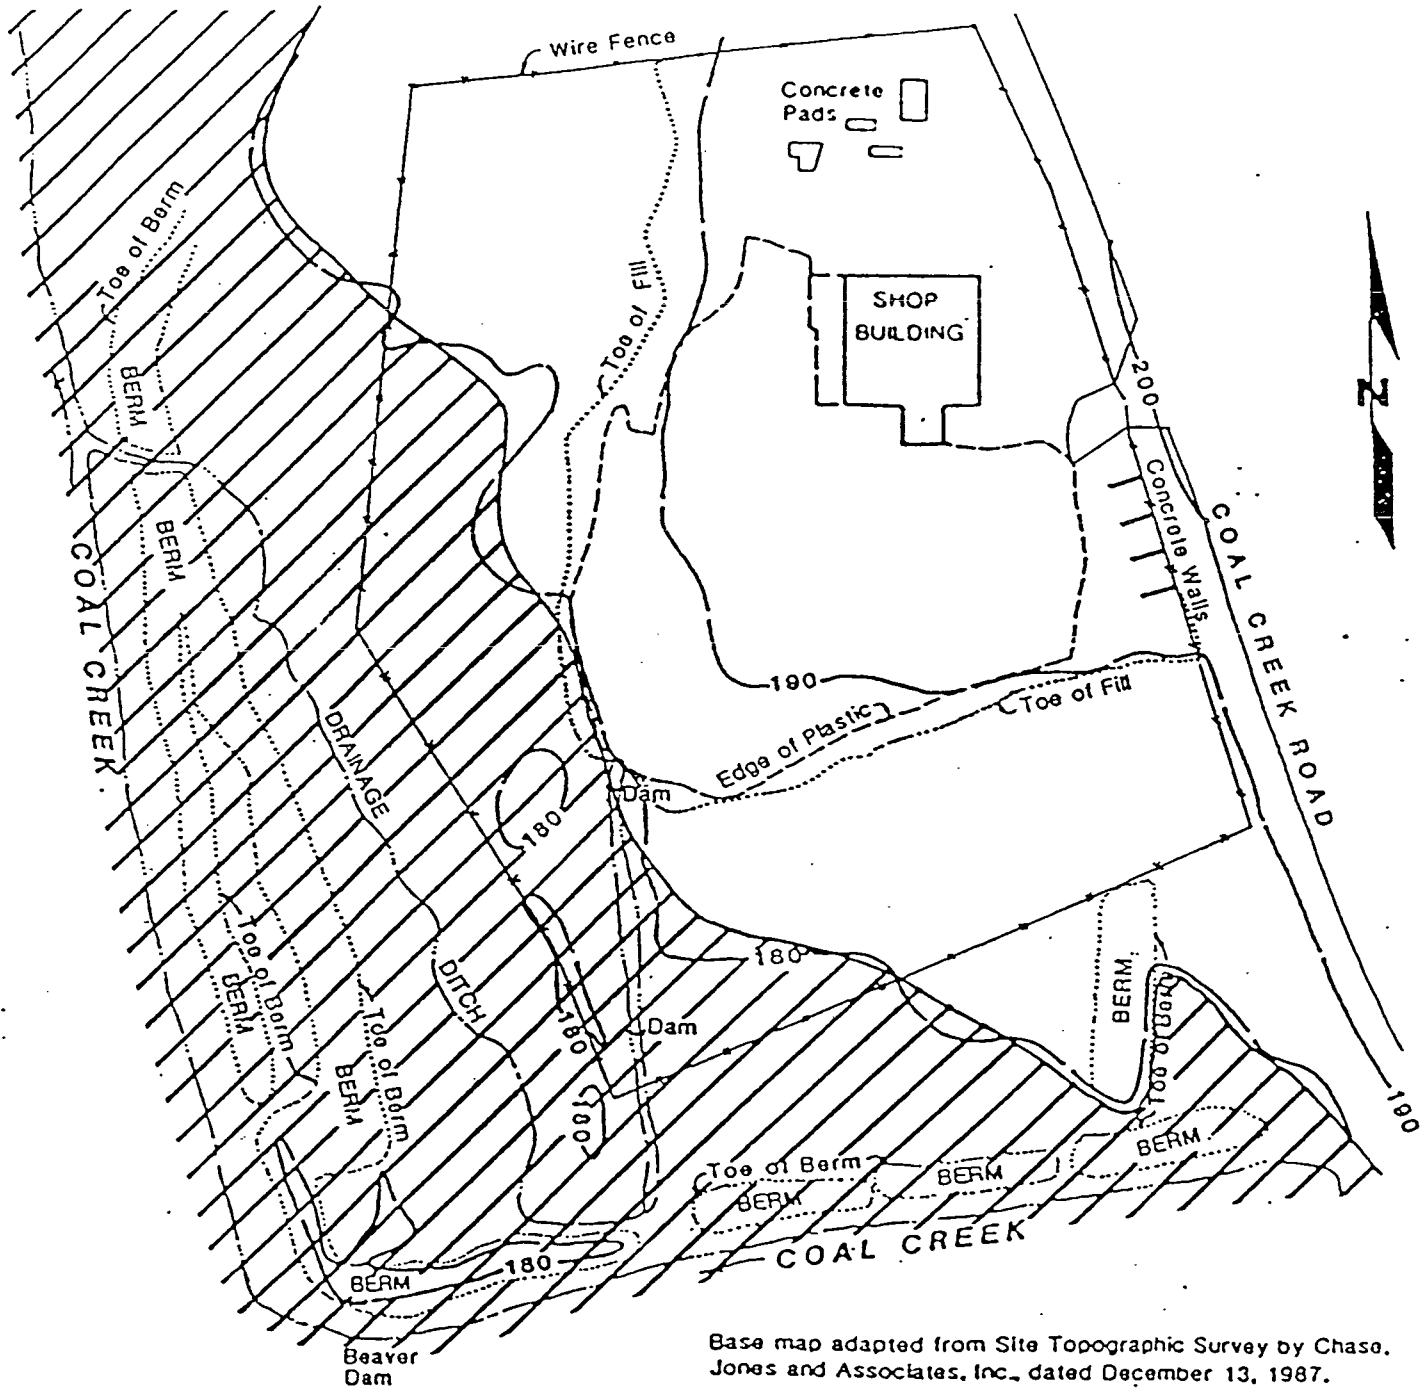 Wire Fence
Concrete
Pads
Toe of Berm
Toe of Fill
SHOP
BUILDING
N
200
BERM
BERM
Concrete Walls
COAL CREEK ROAD
COAL CREEK
DRAINAGE
190
Edge of Plastic
Toe of Fill
Dam
180
180
Toe of Berm
BERM
DITCH
180
Dam
Toe of Berm
BERM
BERM
Toe of Berm
180
190
Toe of Berm
BERM
BERM
BERM
COAL CREEK
180
BERM
Beaver
Dam
Base map adapted from Site Topographic Survey by Chase,
Jones and Associates, Inc., dated December 13, 1987.